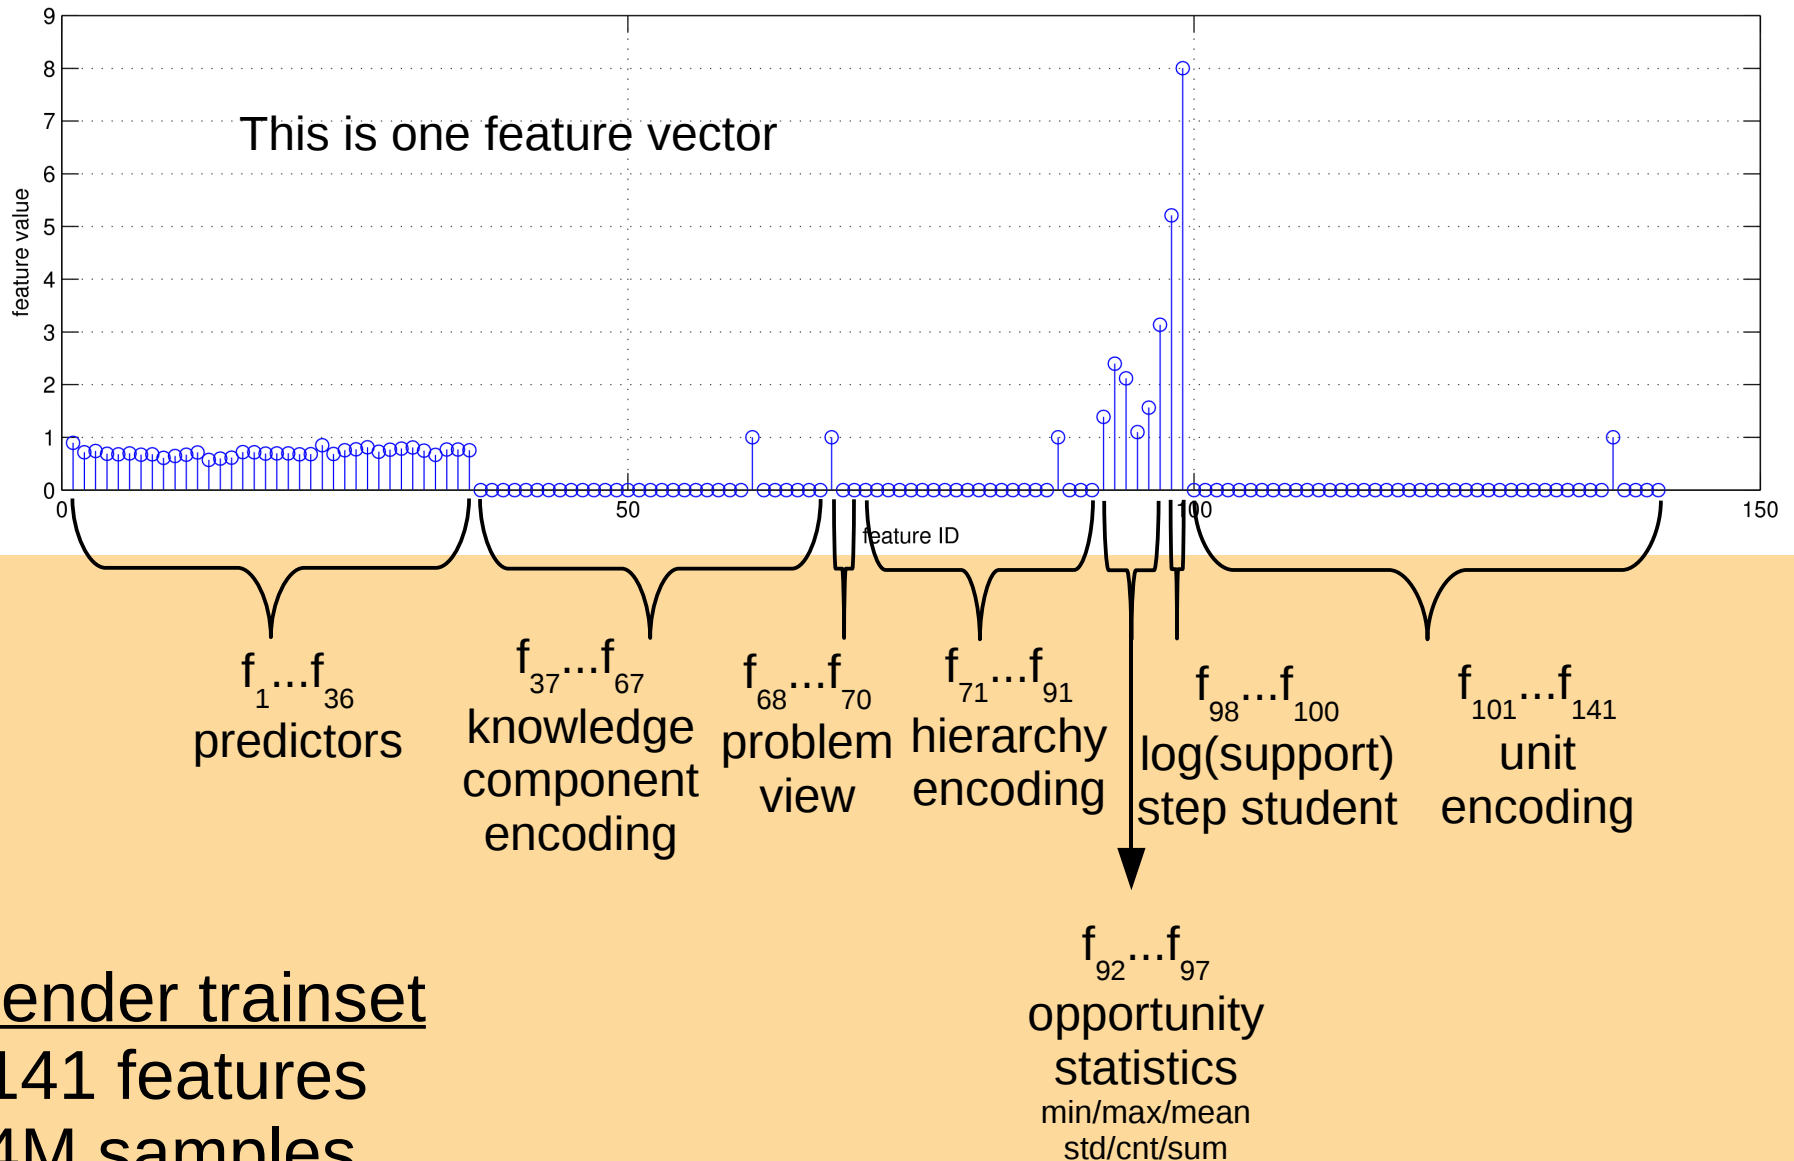 9
8
7
6
5
4
3
2
1
0
feature value
This is one feature vector
0 50 100 150
feature ID
f1...f36
predictors
f37...f67
knowledge
component
encoding
f68...f70
problem
view
f71...f91
hierarchy
encoding
f98...f100
log(support)
step student
f101...f141
unit
encoding
f92...f97
opportunity
statistics
min/max/mean
std/cnt/sum
ender trainset
141 features
4M samples